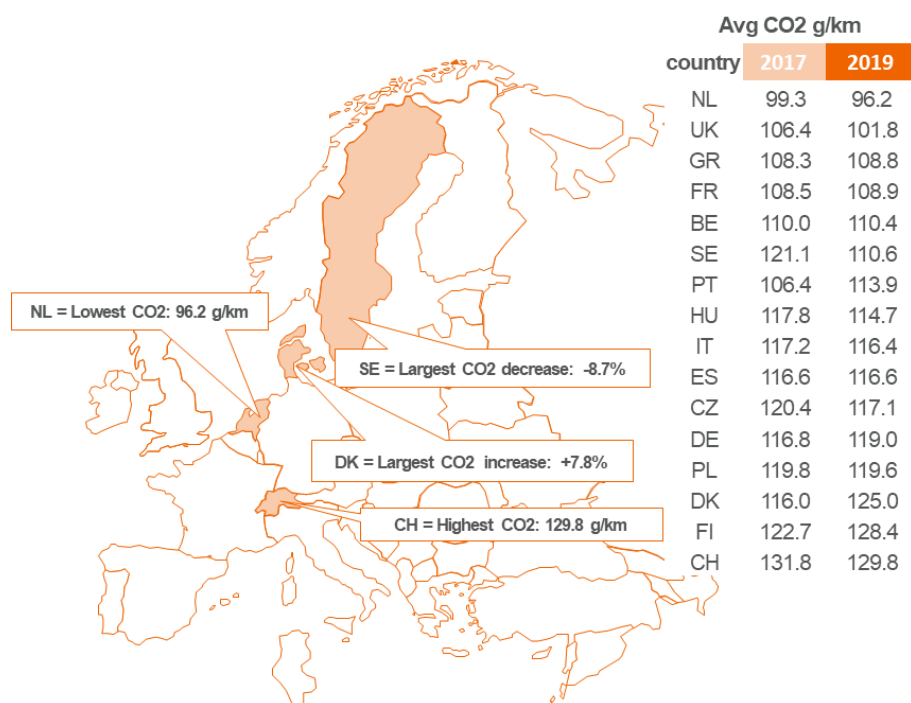 Avg CO2 g/km
country 2017 2019
NL 99.3 96.2
UK 106.4 101.8
GR 108.3 108.8
FR 108.5 108.9
BE 110.0 110.4
SE 121.1 110.6
PT 106.4 113.9
HU 117.8 114.7
IT 117.2 116.4
ES 116.6 116.6
CZ 120.4 117.1
DE 116.8 119.0
PL 119.8 119.6
DK 116.0 125.0
FI 122.7 128.4
CH 131.8 129.8
NL = Lowest CO2: 96.2 g/km
SE = Largest CO2 decrease: -8.7%
DK = Largest CO2 increase: +7.8%
CH = Highest CO2: 129.8 g/km